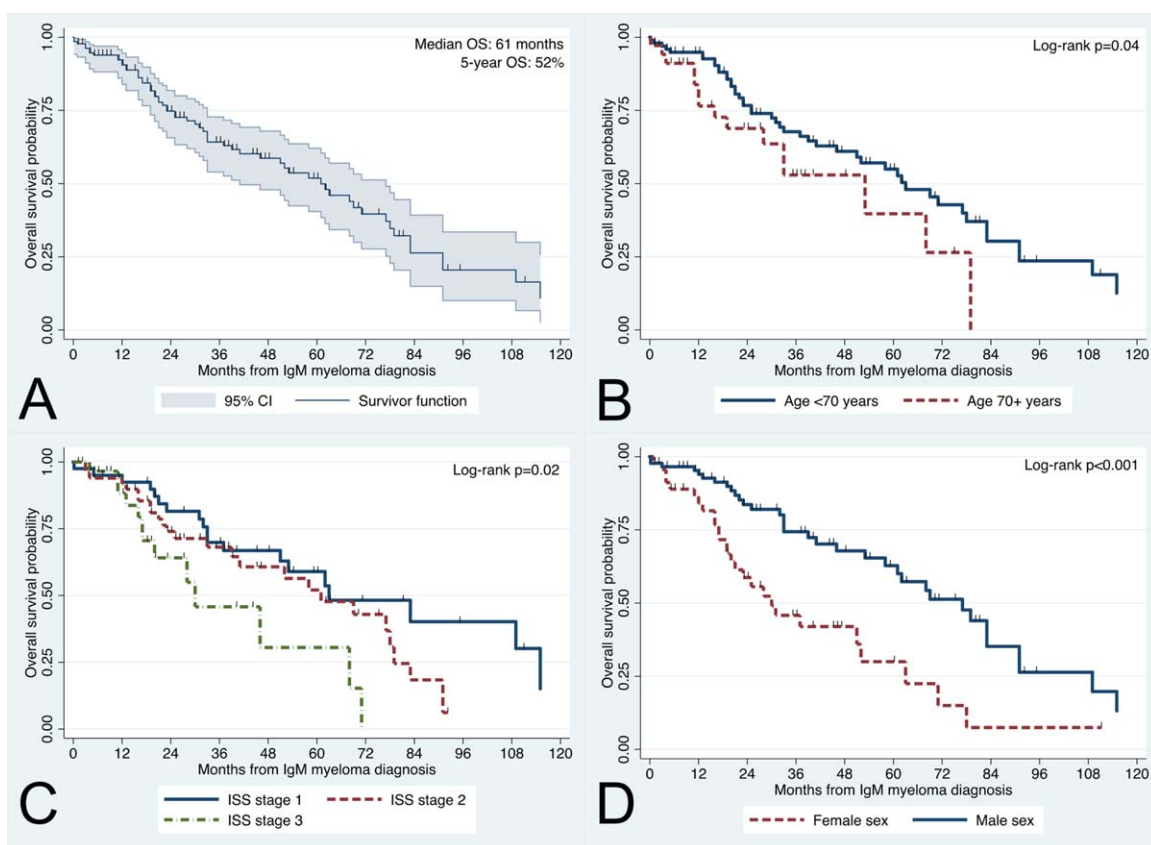 Median OS: 61 months
5-year OS: 52%
Overall survival probability
1.00
0.75
0.50
0.25
0.00
0 12 24 36 48 60 72 84 96 108 120
Months from IgM myeloma diagnosis
A
95% CI Survivor function
Log-rank p=0.04
Overall survival probability
1.00
0.75
0.50
0.25
0.00
0 12 24 36 48 60 72 84 96 108 120
Months from IgM myeloma diagnosis
B
Age <70 years Age 70+ years
Log-rank p=0.02
Overall survival probability
1.00
0.75
0.50
0.25
0.00
0 12 24 36 48 60 72 84 96 108 120
Months from IgM myeloma diagnosis
C
ISS stage 1 ISS stage 2
ISS stage 3
Log-rank p<0.001
Overall survival probability
1.00
0.75
0.50
0.25
0.00
0 12 24 36 48 60 72 84 96 108 120
Months from IgM myeloma diagnosis
D
Female sex Male sex